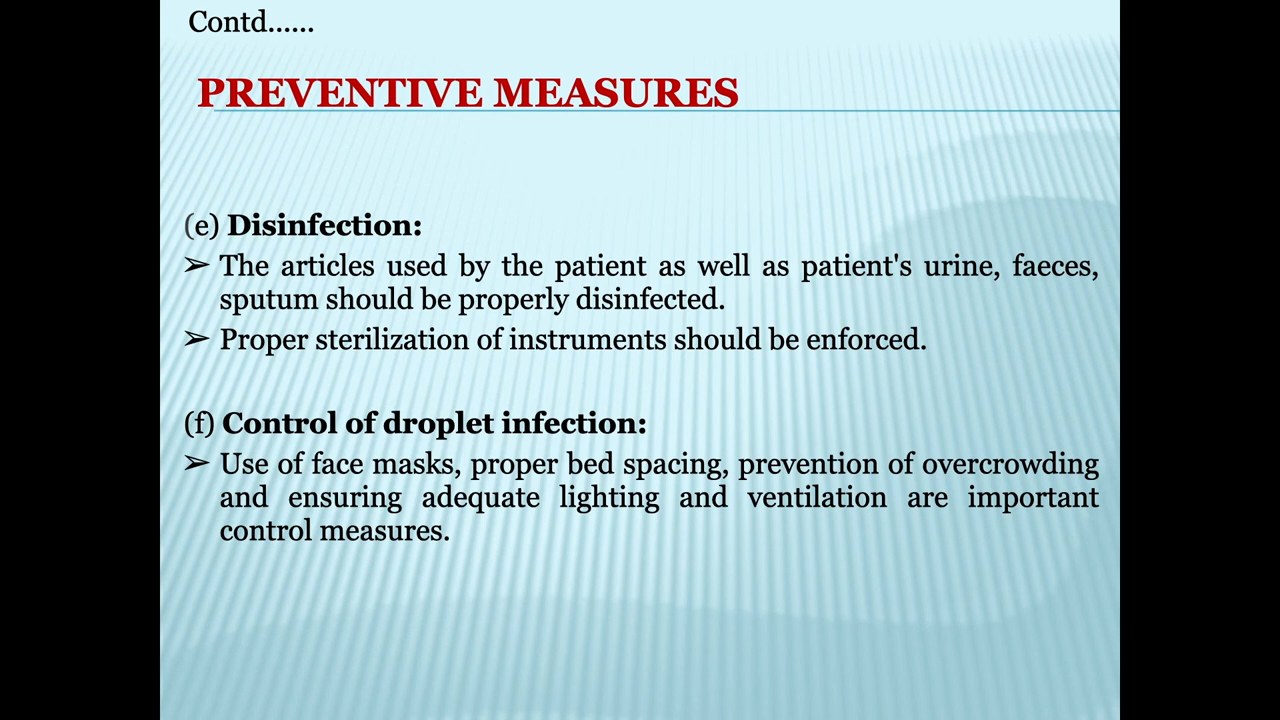 Contd......
PREVENTIVE MEASURES
(e) Disinfection:
➢ The articles used by the patient as well as patient's urine, faeces,
sputum should be properly disinfected.
➢ Proper sterilization of instruments should be enforced.
(f) Control of droplet infection:
➢ Use of face masks, proper bed spacing, prevention of overcrowding
and ensuring adequate lighting and ventilation are important
control measures.